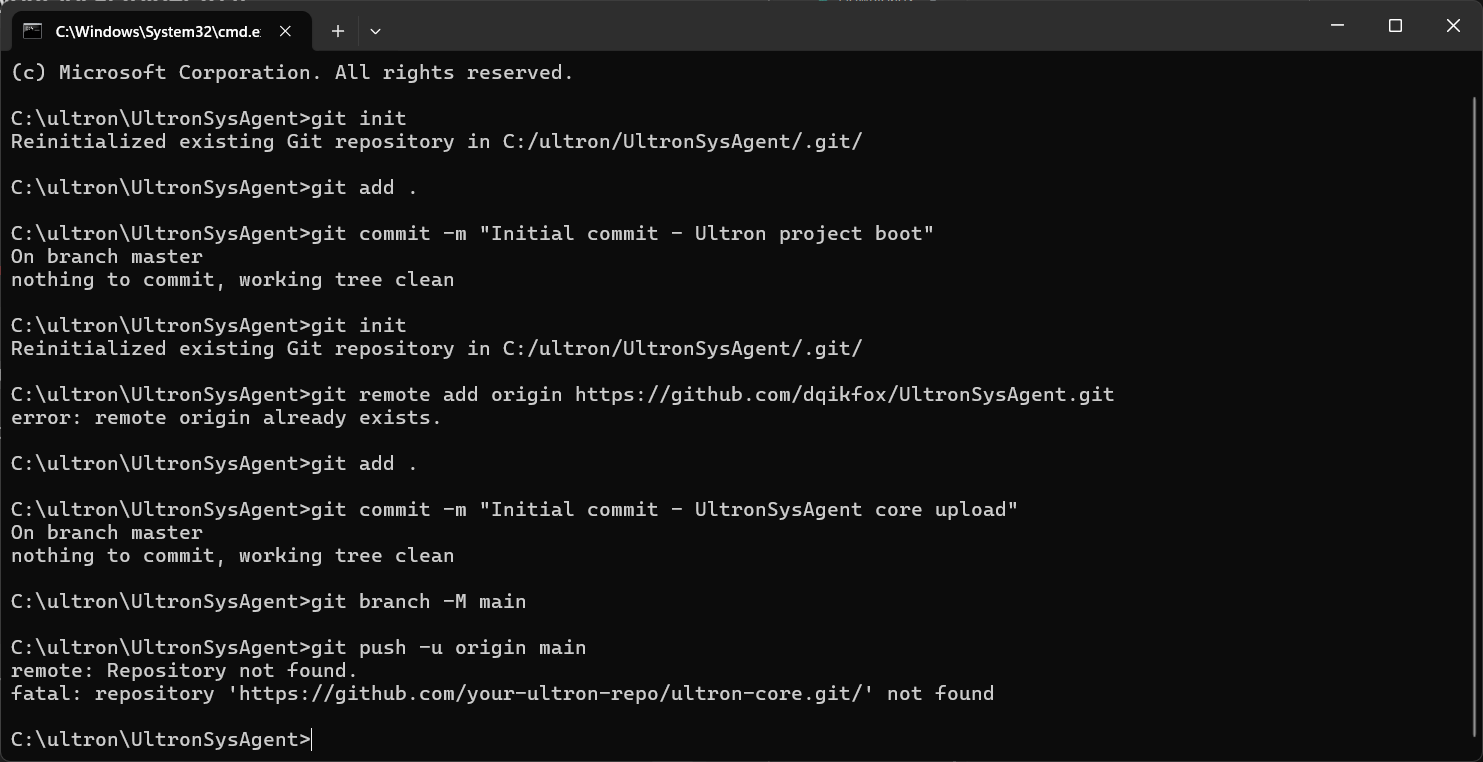 C:\Windows\System32\cmd.e
(c) Microsoft Corporation. All rights reserved.
C:\ultron\UltronSysAgent>git init
Reinitialized existing Git repository in C:/ultron/UltronSysAgent/.git/
C:\ultron\UltronSysAgent>git add .
C:\ultron\UltronSysAgent>git commit -m "Initial commit - Ultron project boot"
On branch master
nothing to commit, working tree clean
C:\ultron\UltronSysAgent>git init
Reinitialized existing Git repository in C:/ultron/UltronSysAgent/.git/
C:\ultron\UltronSysAgent>git remote add origin https://github.com/dqikfox/UltronSysAgent.git
error: remote origin already exists.
C:\ultron\UltronSysAgent>git add .
C:\ultron\UltronSysAgent>git commit -m "Initial commit - UltronSysAgent core upload"
On branch master
nothing to commit, working tree clean
C:\ultron\UltronSysAgent>git branch -M main
C:\ultron\UltronSysAgent>git push -u origin main
remote: Repository not found.
fatal: repository 'https://github.com/your-ultron-repo/ultron-core.git/' not found
C:\ultron\UltronSysAgent>